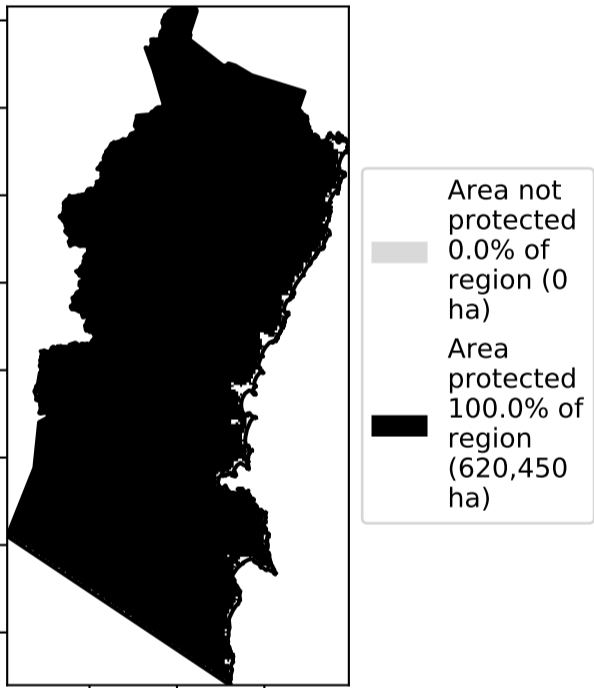 Area not
protected
0.0% of
region (0
ha)
Area
protected
100.0% of
region
(620,450
ha)